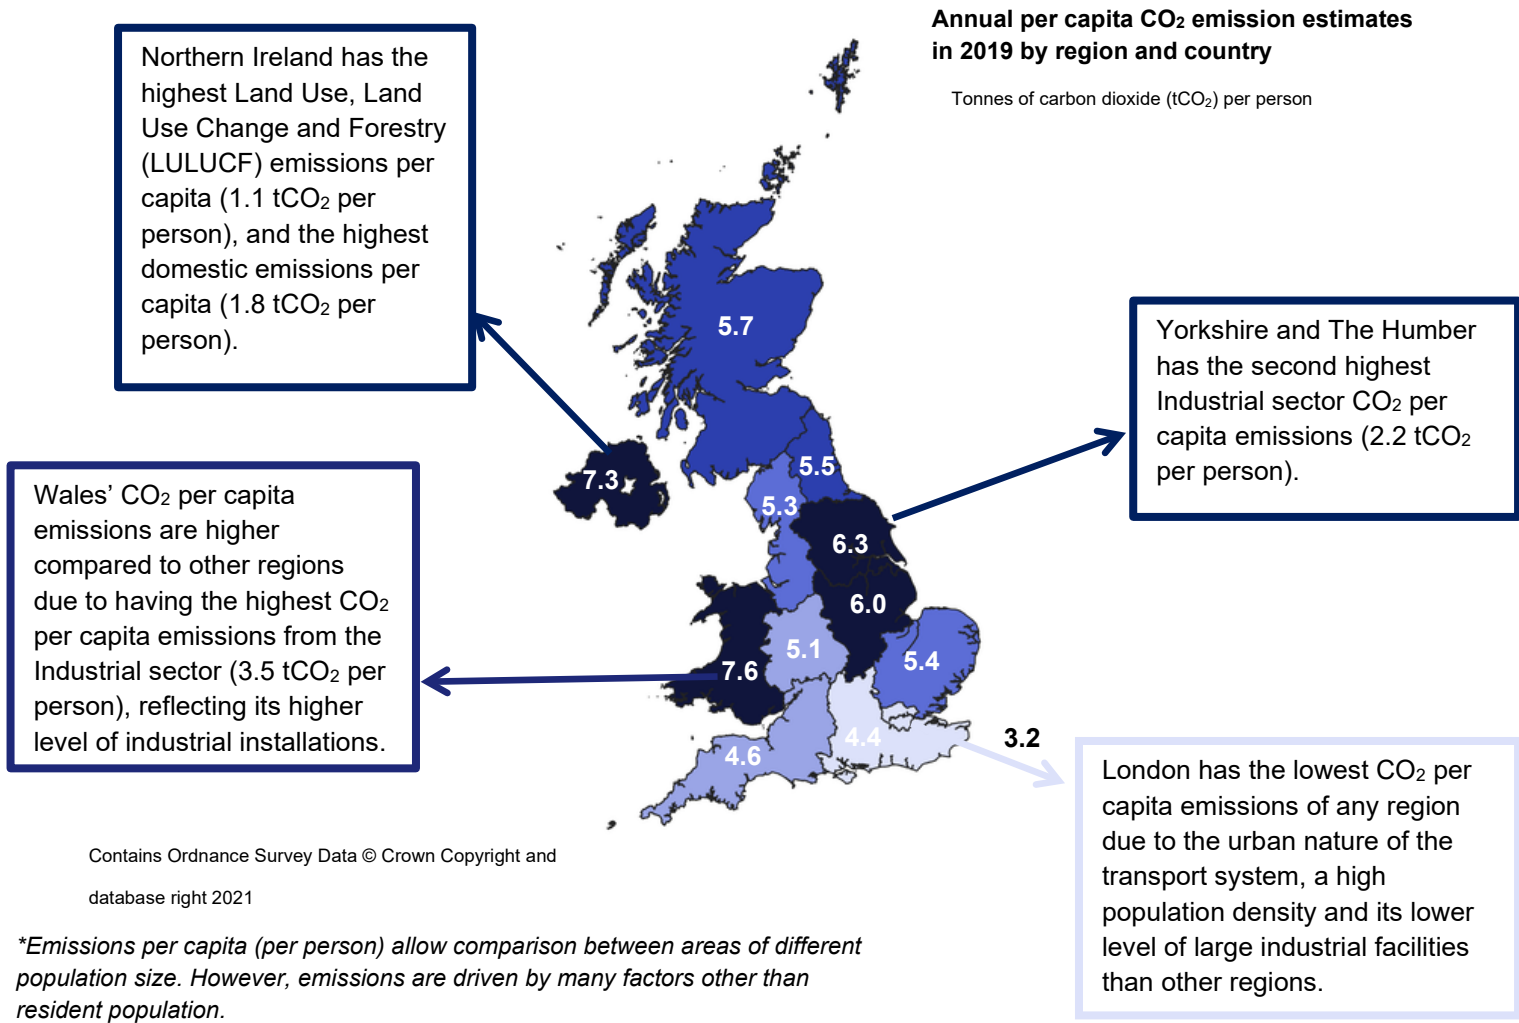 Annual per capita CO₂ emission estimates
in 2019 by region and country
Tonnes of carbon dioxide (tCO₂) per person
Northern Ireland has the
highest Land Use, Land
Use Change and Forestry
(LULUCF) emissions per
capita (1.1 tCO₂ per
person), and the highest
domestic emissions per
capita (1.8 tCO₂ per
person).
Yorkshire and The Humber
has the second highest
Industrial sector CO₂ per
capita emissions (2.2 tCO₂
per person).
Wales’ CO₂ per capita
emissions are higher
compared to other regions
due to having the highest CO₂
per capita emissions from the
Industrial sector (3.5 tCO₂ per
person), reflecting its higher
level of industrial installations.
5.7
5.5
7.3
5.3
6.3
6.0
5.1
5.4
7.6
4.4
4.6
3.2
London has the lowest CO₂ per
capita emissions of any region
due to the urban nature of the
transport system, a high
population density and its lower
level of large industrial facilities
than other regions.
Contains Ordnance Survey Data © Crown Copyright and
database right 2021
*Emissions per capita (per person) allow comparison between areas of different
population size. However, emissions are driven by many factors other than
resident population.